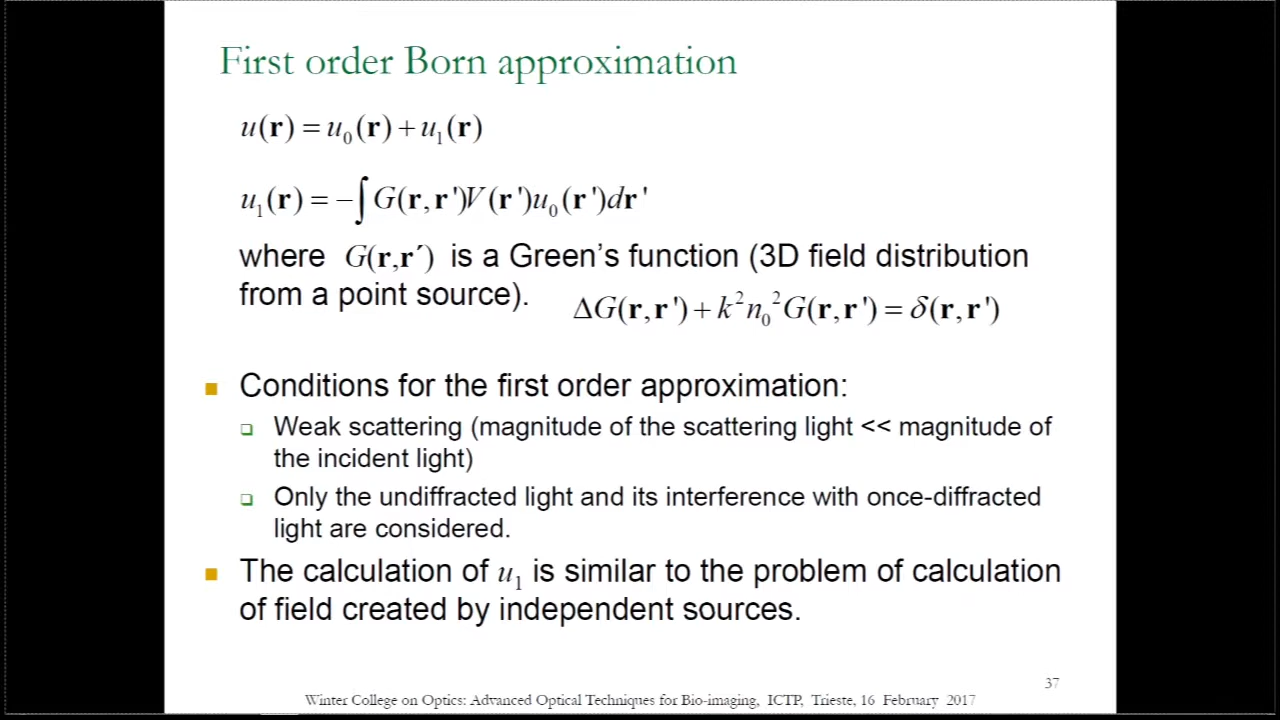 First order Born approximation
u(r) = u₀(r) + u₁(r)
u₁(r) = −∫ G(r, r ')V(r ')u₀(r ')dr '
where G(r,r´) is a Green’s function (3D field distribution
from a point source).
ΔG(r, r ') + k²n₀²G(r, r ') = δ(r, r ')
Conditions for the first order approximation:
Weak scattering (magnitude of the scattering light << magnitude of
the incident light)
Only the undiffracted light and its interference with once-diffracted
light are considered.
The calculation of u₁ is similar to the problem of calculation
of field created by independent sources.
37
Winter College on Optics: Advanced Optical Techniques for Bio-imaging, ICTP, Trieste, 16 February 2017